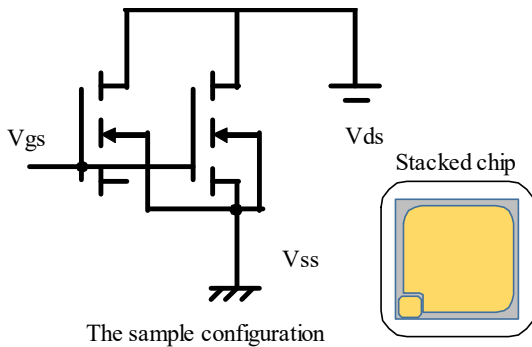 Vgs
Vds
Stacked chip
Vss
The sample configuration